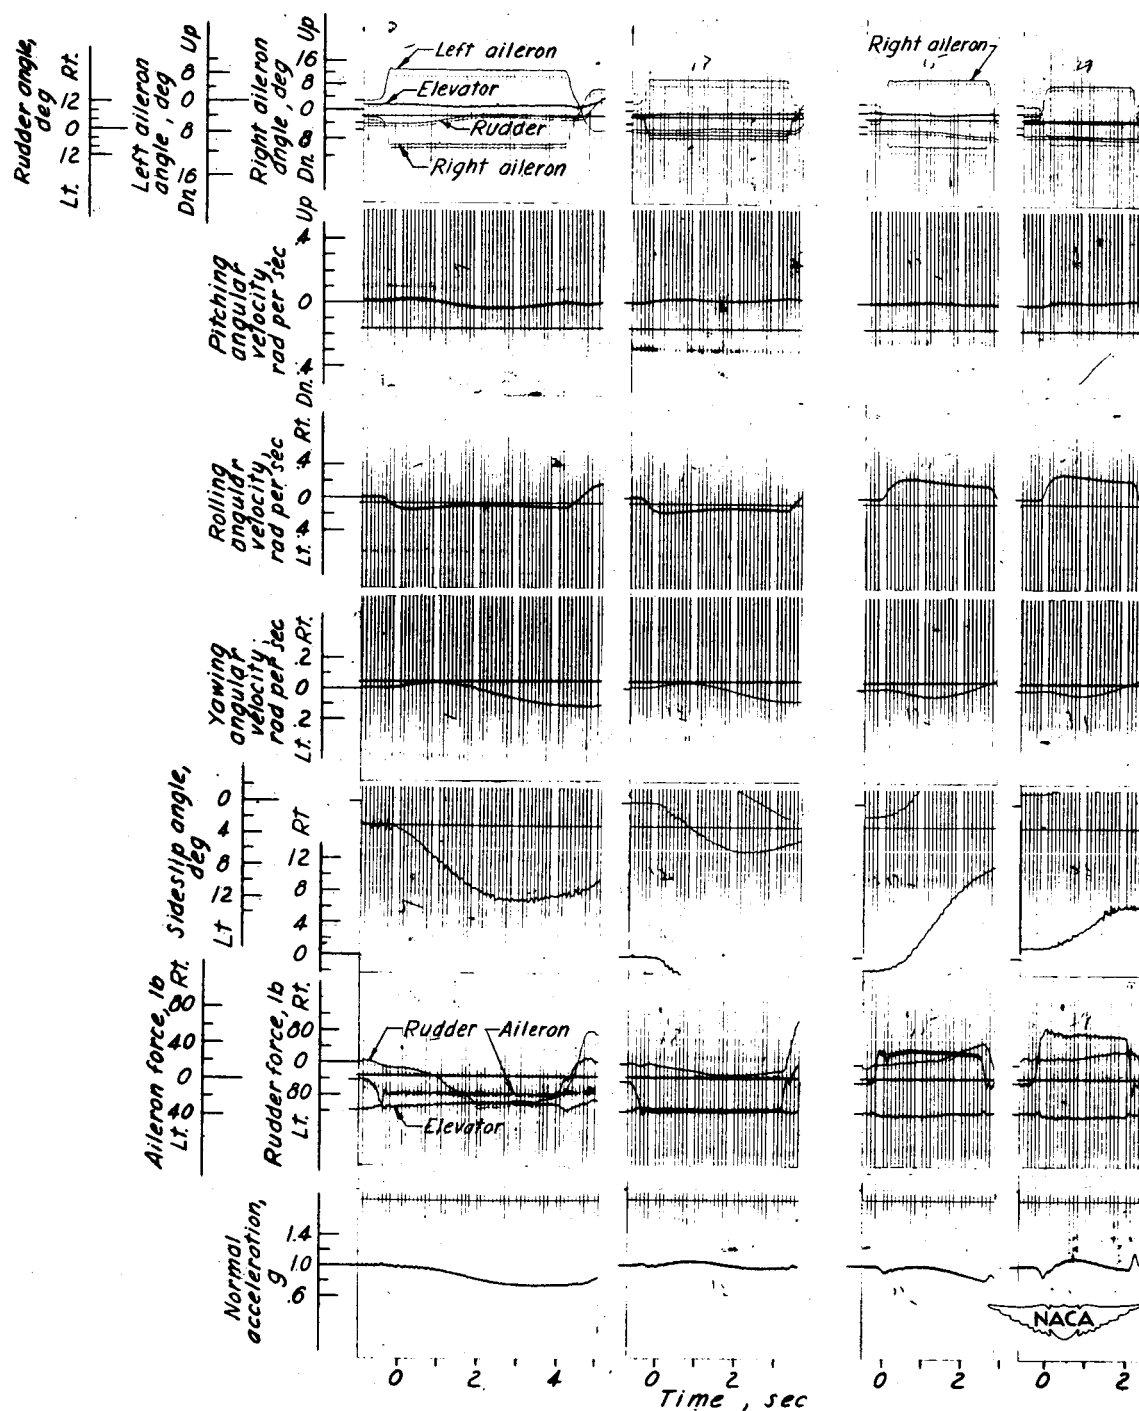 Rudder angle, deg
Rt.
12
0
12
Lt.
Left aileron angle, deg
Up
8
0
8
16
Dn.
Right aileron angle, deg
Up
16
8
0
8
Dn.
Left aileron
Elevator
Rudder
Right aileron
Right aileron
Pitching angular velocity, rad per sec
Up
.4
0
.4
Dn.
Rolling angular velocity, rad per sec
Rt.
.4
0
.4
Lt.
Yawing angular velocity, rad per sec
Rt.
.2
0
.2
Lt.
Sideslip angle, deg
0
4
8
12
Lt
RT
12
8
4
0
Aileron force, lb
Rt.
80
40
0
40
Lt.
Rudder force, lb
Rt.
80
0
80
Lt.
Rudder
Aileron
Elevator
Normal acceleration, g
1.4
1.0
.6
NACA
0 2 4 0 2 0 2 0 2
Time, sec